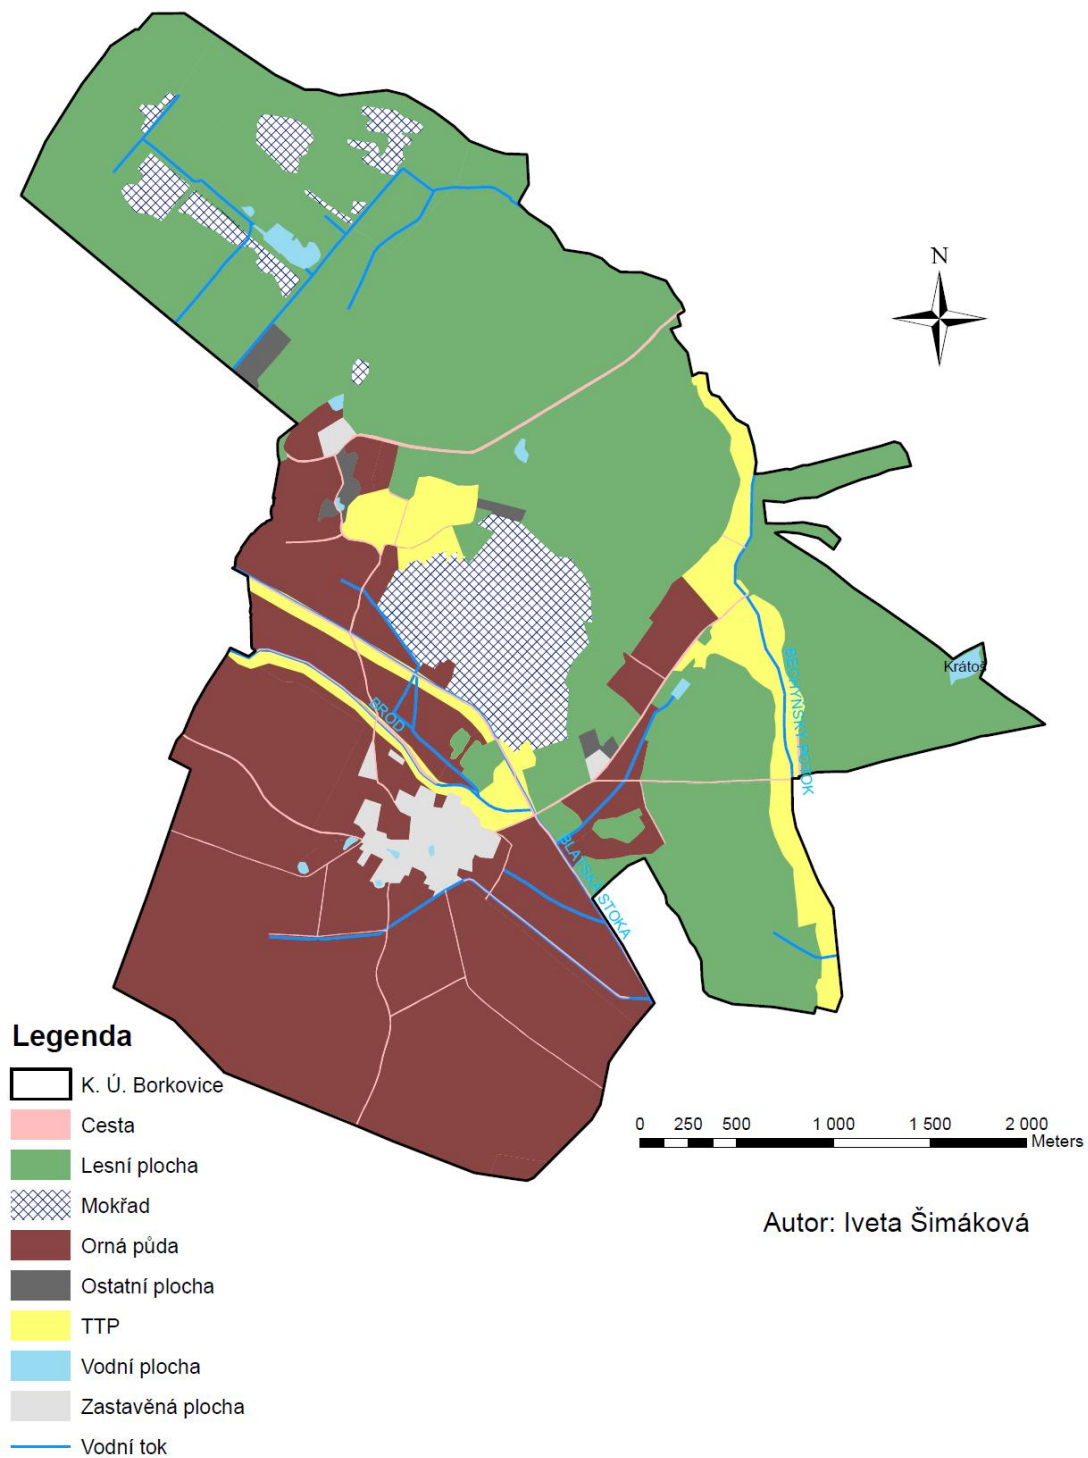 N
Krátoš
BECHYŇSKÝ POTOK
BROD
BLATSKÁ STOKA
Legenda
K. Ú. Borkovice
Cesta
Lesní plocha
Mokřad
Orná půda
Ostatní plocha
TTP
Vodní plocha
Zastavěná plocha
Vodní tok
0 250 500 1 000 1 500 2 000
Meters
Autor: Iveta Šimáková